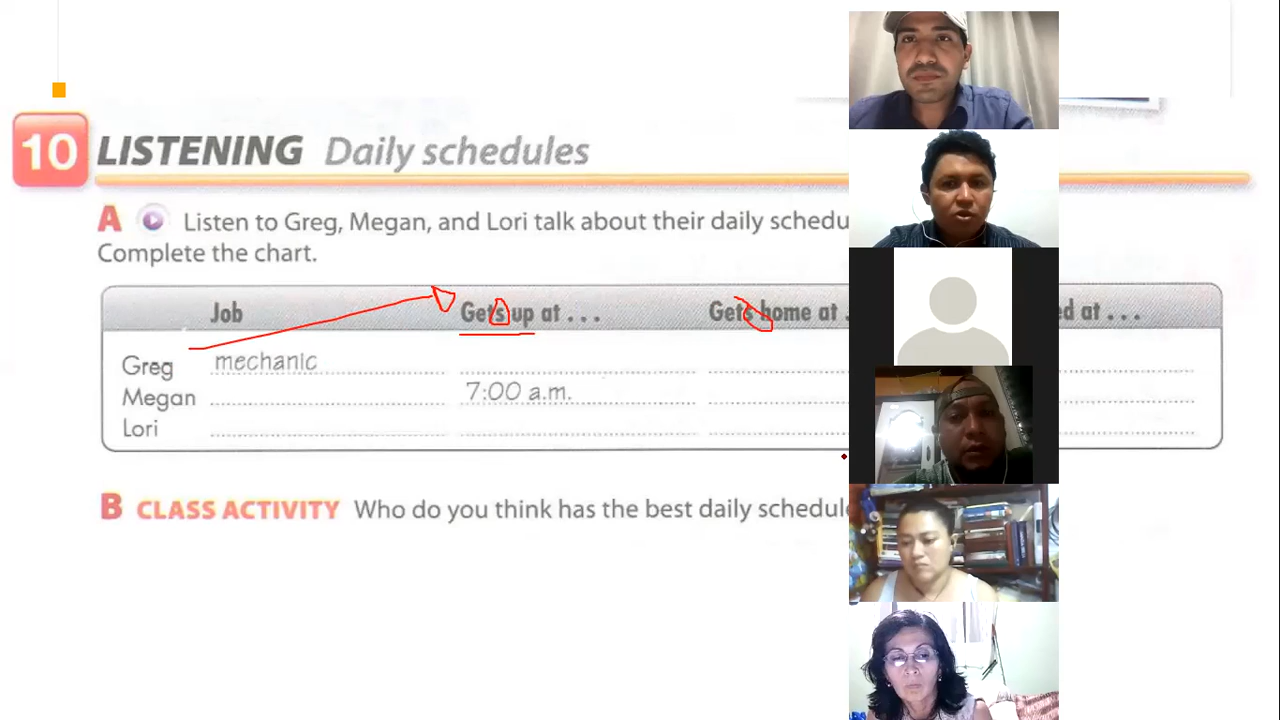 10 LISTENING Daily schedules
A Listen to Greg, Megan, and Lori talk about their daily schedu
Complete the chart.
Job Gets up at . . . Gets home at . ed at . . .
Greg mechanic
Megan 7:00 a.m.
Lori
B CLASS ACTIVITY Who do you think has the best daily schedule